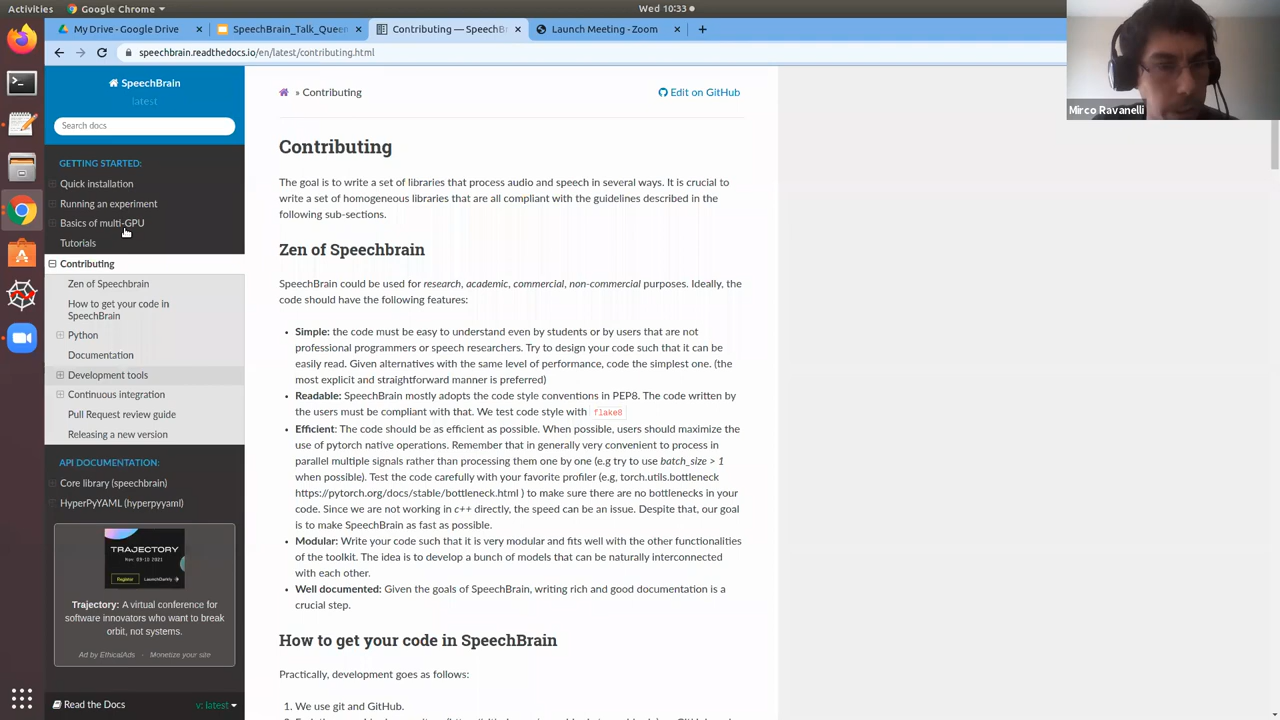 Activities
Google Chrome
Wed 10:33
My Drive - Google Drive
SpeechBrain_Talk_Queen
Contributing — SpeechBr
Launch Meeting - Zoom
speechbrain.readthedocs.io/en/latest/contributing.html
Mirco Ravanelli
SpeechBrain
latest
Search docs
GETTING STARTED:
Quick installation
Running an experiment
Basics of multi-GPU
Tutorials
Contributing
Zen of Speechbrain
How to get your code in
SpeechBrain
Python
Documentation
Development tools
Continuous integration
Pull Request review guide
Releasing a new version
API DOCUMENTATION:
Core library (speechbrain)
HyperPyYAML (hyperpyyaml)
TRAJECTORY
Nov. 09-10 2021
Register
LaunchDarkly
Trajectory: A virtual conference for
software innovators who want to break
orbit, not systems.
Ad by EthicalAds · Monetize your site
Read the Docs
v: latest
» Contributing
Edit on GitHub
Contributing
The goal is to write a set of libraries that process audio and speech in several ways. It is crucial to
write a set of homogeneous libraries that are all compliant with the guidelines described in the
following sub-sections.
Zen of Speechbrain
SpeechBrain could be used for research, academic, commercial, non-commercial purposes. Ideally, the
code should have the following features:
• Simple: the code must be easy to understand even by students or by users that are not
professional programmers or speech researchers. Try to design your code such that it can be
easily read. Given alternatives with the same level of performance, code the simplest one. (the
most explicit and straightforward manner is preferred)
• Readable: SpeechBrain mostly adopts the code style conventions in PEP8. The code written by
the users must be compliant with that. We test code style with flake8
• Efficient: The code should be as efficient as possible. When possible, users should maximize the
use of pytorch native operations. Remember that in generally very convenient to process in
parallel multiple signals rather than processing them one by one (e.g try to use batch_size > 1
when possible). Test the code carefully with your favorite profiler (e.g, torch.utils.bottleneck
https://pytorch.org/docs/stable/bottleneck.html ) to make sure there are no bottlenecks in your
code. Since we are not working in c++ directly, the speed can be an issue. Despite that, our goal
is to make SpeechBrain as fast as possible.
• Modular: Write your code such that it is very modular and fits well with the other functionalities
of the toolkit. The idea is to develop a bunch of models that can be naturally interconnected
with each other.
• Well documented: Given the goals of SpeechBrain, writing rich and good documentation is a
crucial step.
How to get your code in SpeechBrain
Practically, development goes as follows:
1. We use git and GitHub.